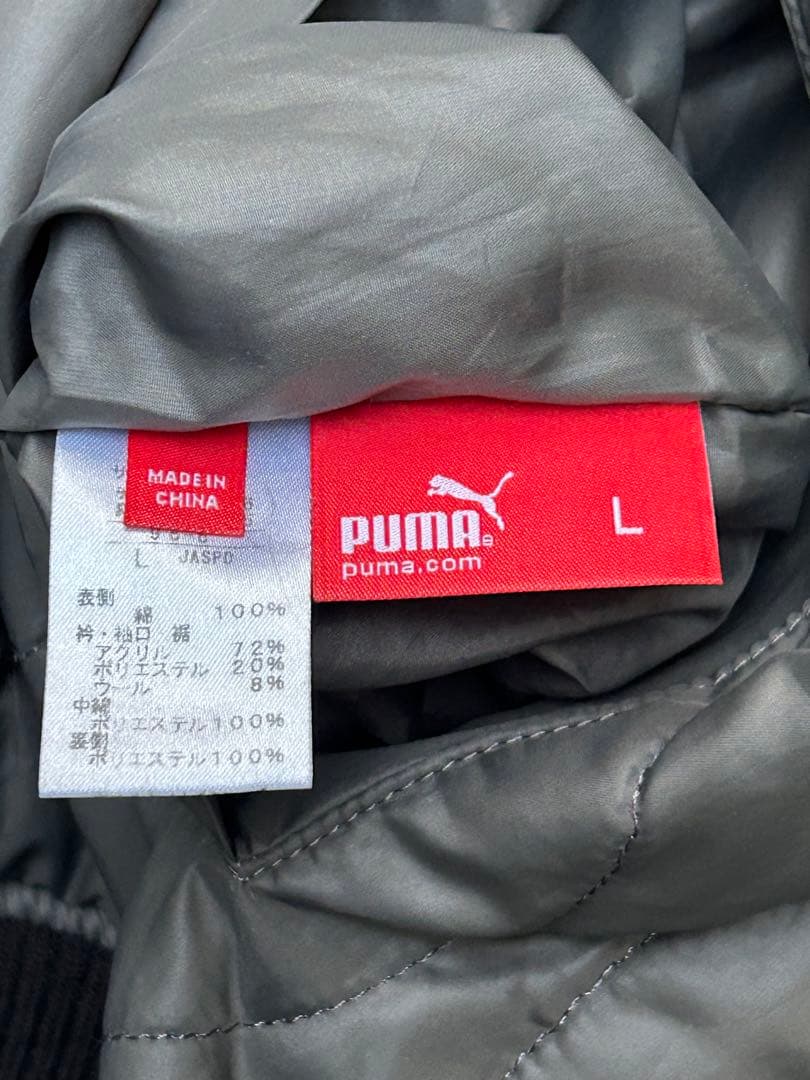 MADE IN
CHINA
L JASPO
表側
綿 100%
衿・袖口 裾
アクリル 72%
ポリエステル 20%
ウール 8%
中綿
ポリエステル100%
裏側
ポリエステル100%
PUMA®
puma.com
L